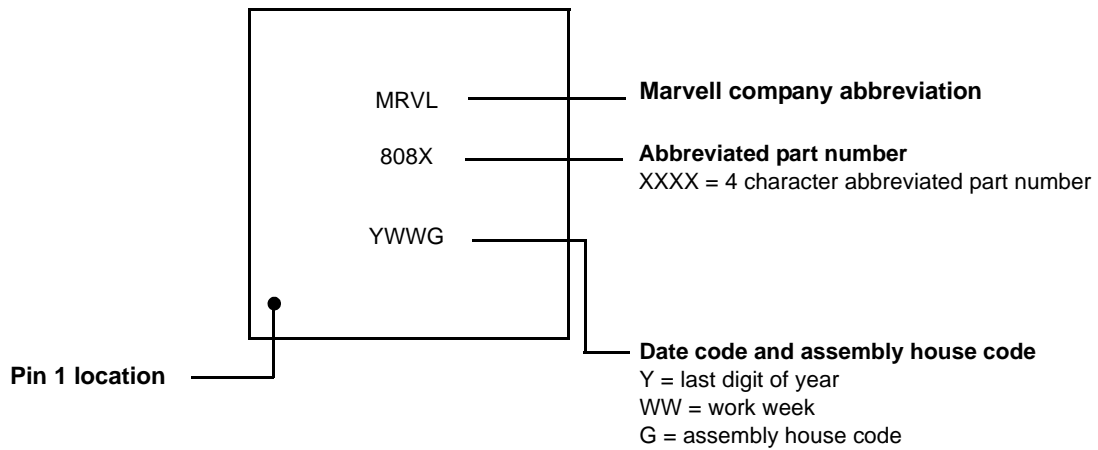 MRVL
Marvell company abbreviation
808X
Abbreviated part number
XXXX = 4 character abbreviated part number
YWWG
Date code and assembly house code
Y = last digit of year
WW = work week
G = assembly house code
Pin 1 location